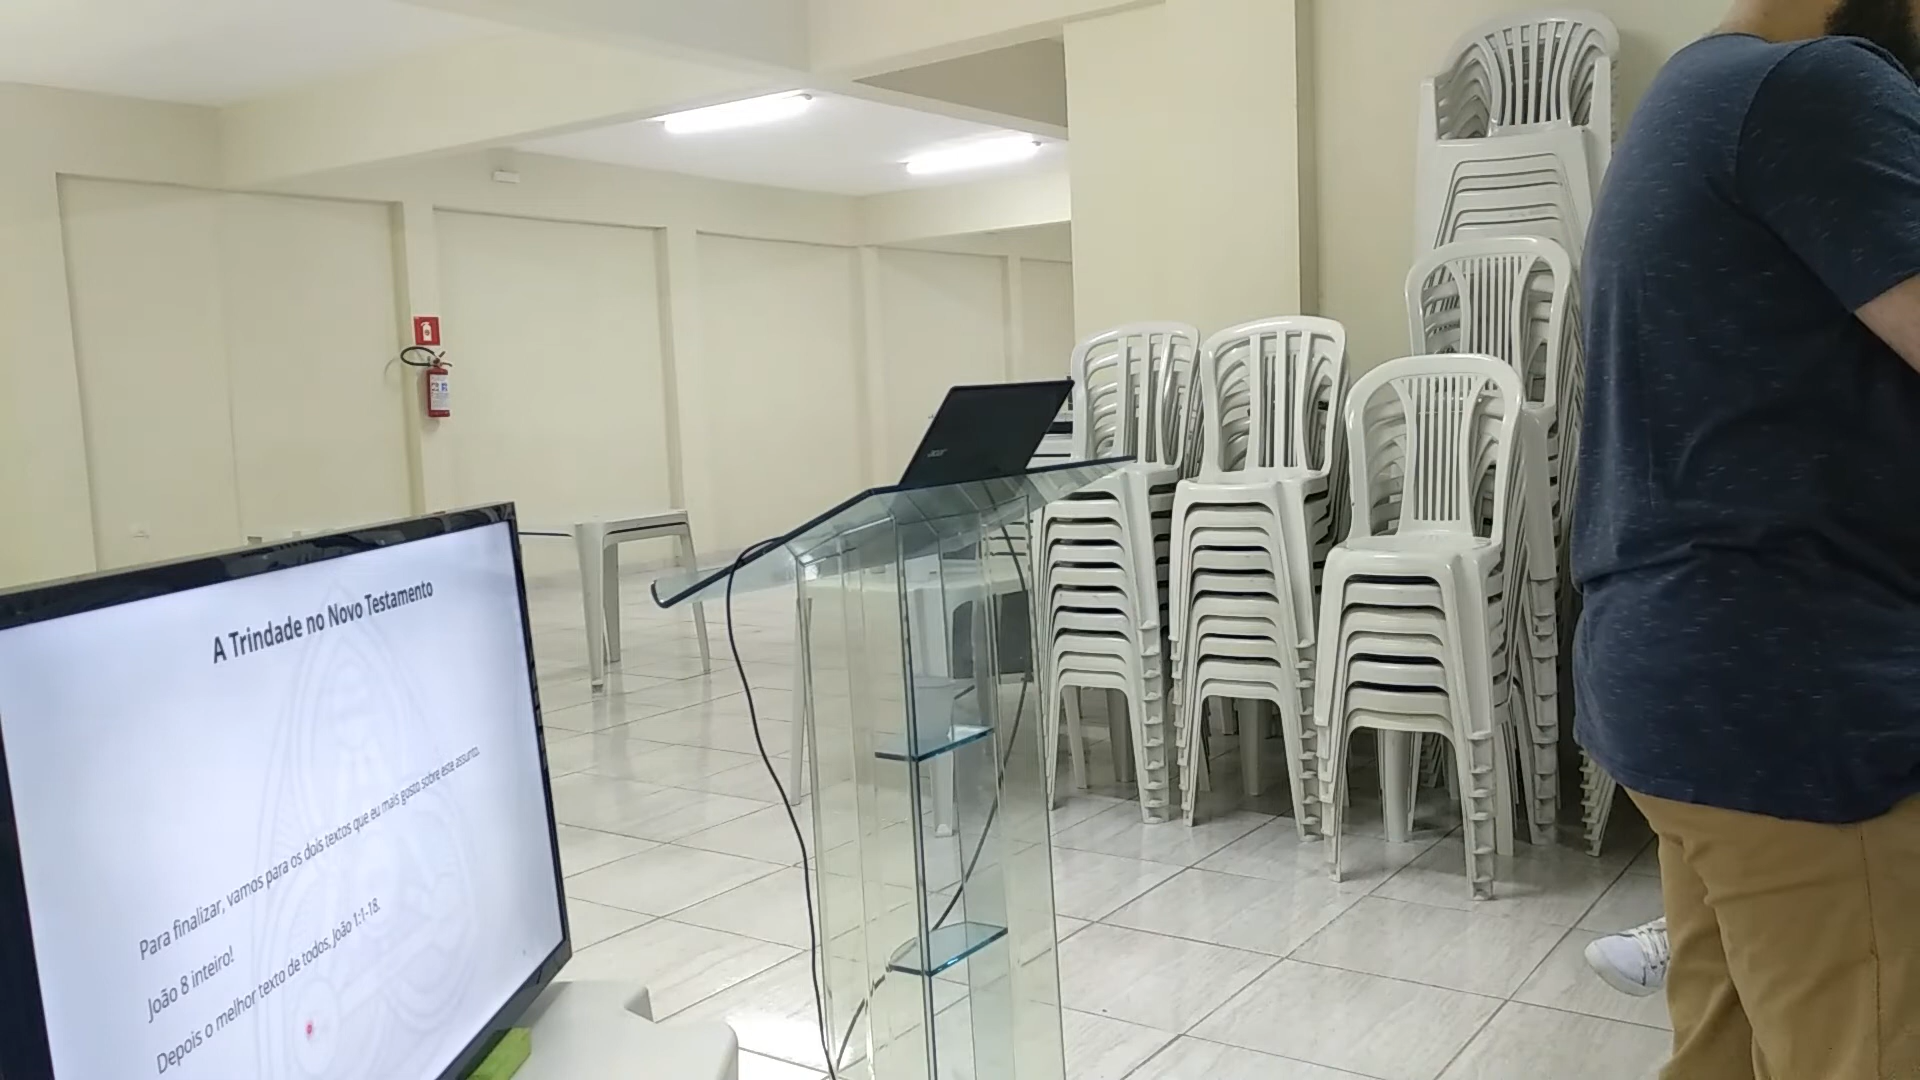 A Trindade no Novo Testamento
Para finalizar, vamos para os dois textos que eu mais gosto sobre este assunto.
João 8 inteiro!
Depois o melhor texto de todos. João 1:1-18.
acer